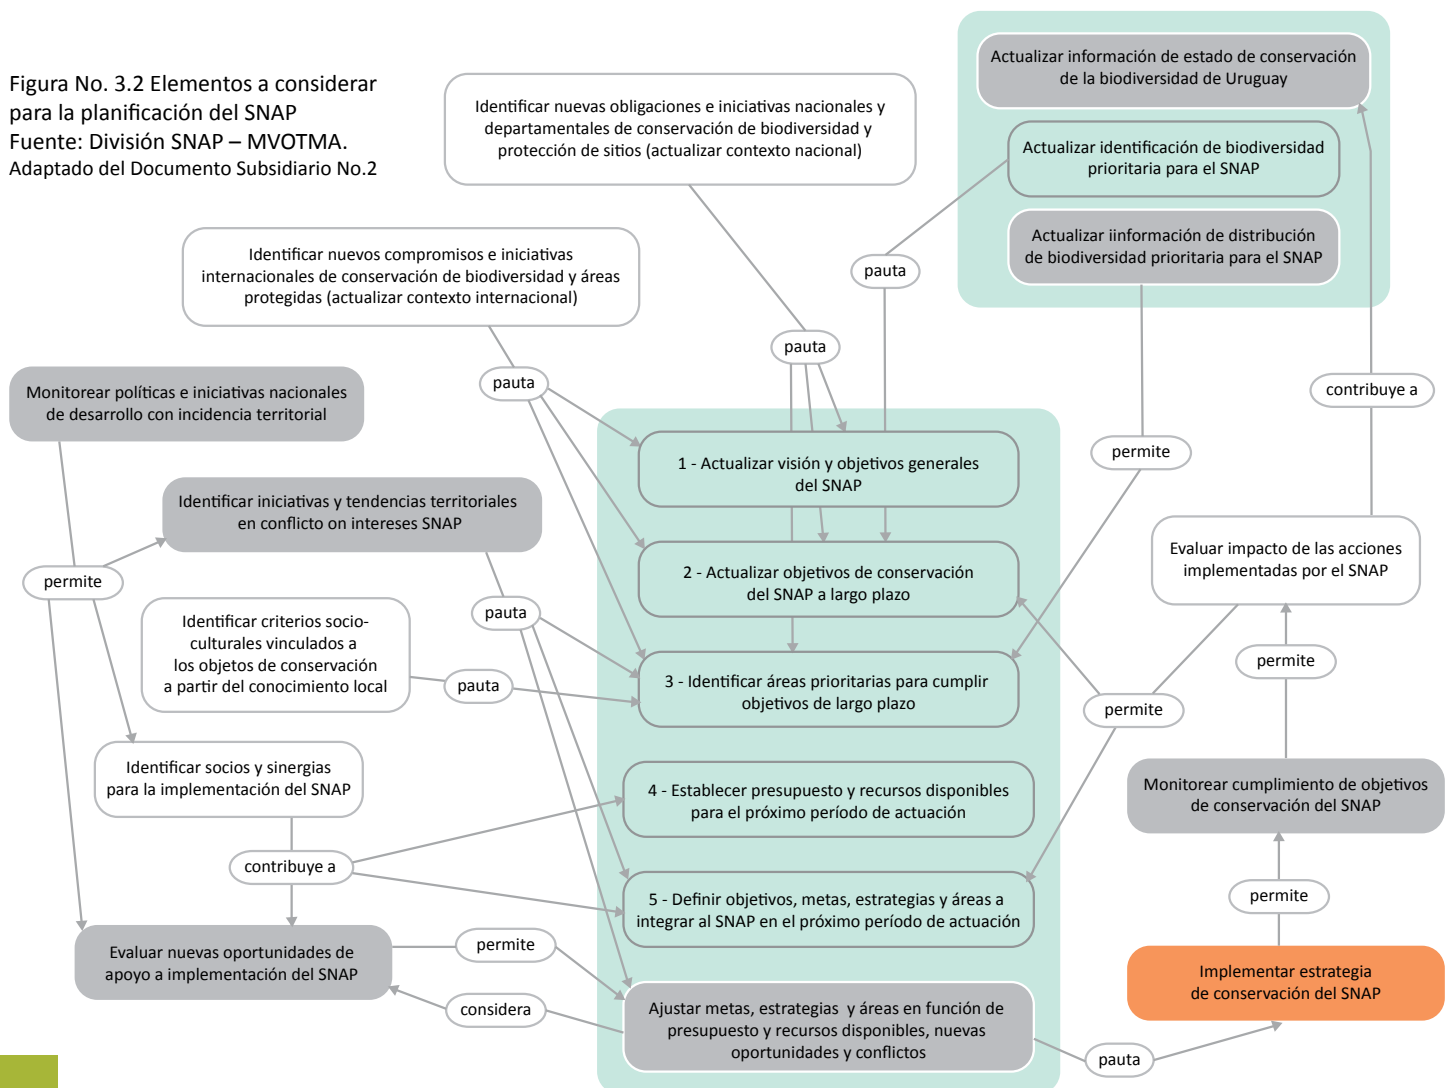 Figura No. 3.2 Elementos a considerar
para la planificación del SNAP
Fuente: División SNAP – MVOTMA.
Adaptado del Documento Subsidiario No.2
Identificar nuevas obligaciones e iniciativas nacionales y
departamentales de conservación de biodiversidad y
protección de sitios (actualizar contexto nacional)
Actualizar información de estado de conservación
de la biodiversidad de Uruguay
Actualizar identificación de biodiversidad
prioritaria para el SNAP
Actualizar iinformación de distribución
de biodiversidad prioritaria para el SNAP
Identificar nuevos compromisos e iniciativas
internacionales de conservación de biodiversidad y áreas
protegidas (actualizar contexto internacional)
pauta
pauta
pauta
contribuye a
Monitorear políticas e iniciativas nacionales
de desarrollo con incidencia territorial
permite
1 - Actualizar visión y objetivos generales
del SNAP
Identificar iniciativas y tendencias territoriales
en conflicto on intereses SNAP
Evaluar impacto de las acciones
implementadas por el SNAP
permite
2 - Actualizar objetivos de conservación
del SNAP a largo plazo
pauta
Identificar criterios socio-
culturales vinculados a
los objetos de conservación
a partir del conocimiento local
pauta
3 - Identificar áreas prioritarias para cumplir
objetivos de largo plazo
permite
permite
Identificar socios y sinergias
para la implementación del SNAP
4 - Establecer presupuesto y recursos disponibles
para el próximo período de actuación
Monitorear cumplimiento de objetivos
de conservación del SNAP
contribuye a
5 - Definir objetivos, metas, estrategias y áreas a
integrar al SNAP en el próximo período de actuación
permite
Evaluar nuevas oportunidades de
apoyo a implementación del SNAP
permite
considera
Implementar estrategia
de conservación del SNAP
Ajustar metas, estrategias y áreas en función de
presupuesto y recursos disponibles, nuevas
oportunidades y conflictos
pauta